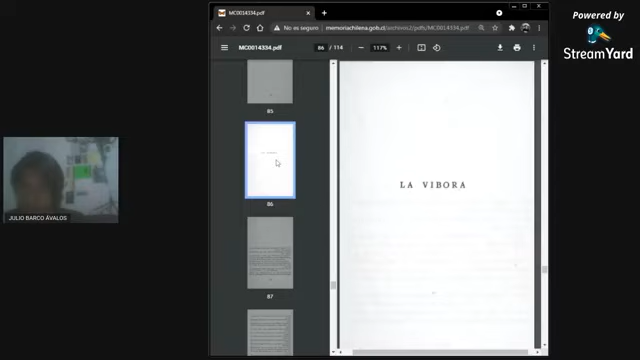 MC0014334.pdf
No es seguro
memoriachilena.gob.cl/archivos2/pdfs/MC0014334.pdf
MC0014334.pdf
86 / 114
117%
85
86
87
LA VIBORA
JULIO BARCO ÁVALOS
Powered by
StreamYard